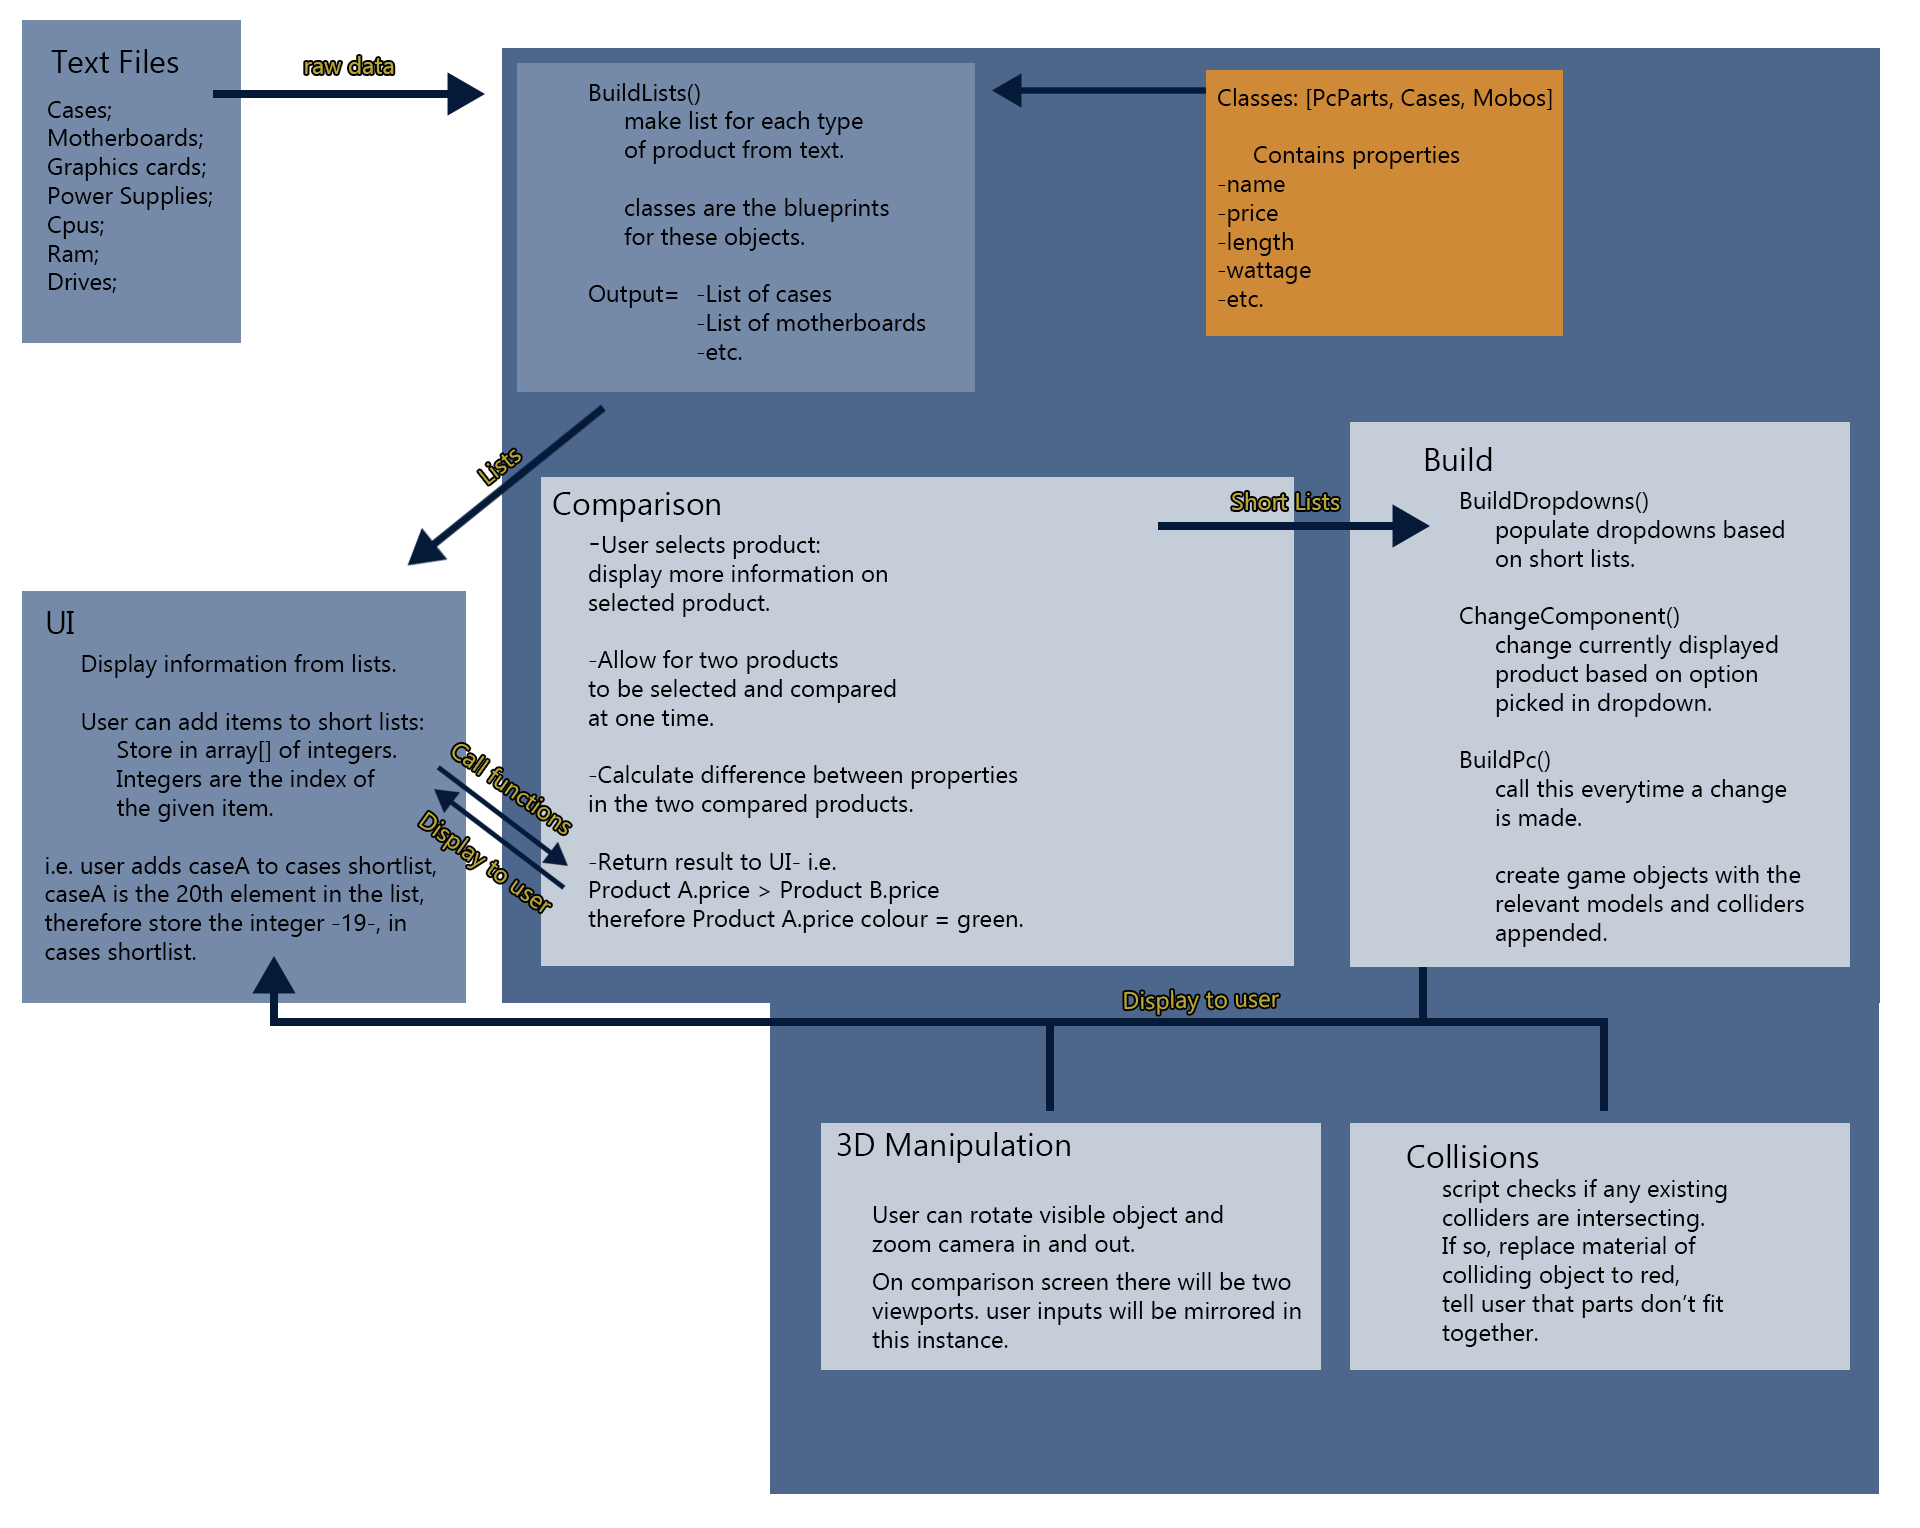 Text Files
Cases;
Motherboards;
Graphics cards;
Power Supplies;
Cpus;
Ram;
Drives;
raw data
BuildLists()
make list for each type
of product from text.
classes are the blueprints
for these objects.
Output= -List of cases
-List of motherboards
-etc.
Classes: [PcParts, Cases, Mobos]
Contains properties
-name
-price
-length
-wattage
-etc.
Lists
UI
Display information from lists.
User can add items to short lists:
Store in array[] of integers.
Integers are the index of
the given item.
i.e. user adds caseA to cases shortlist,
caseA is the 20th element in the list,
therefore store the integer -19-, in
cases shortlist.
Call functions
Display to user
Comparison
-User selects product:
display more information on
selected product.
-Allow for two products
to be selected and compared
at one time.
-Calculate difference between properties
in the two compared products.
-Return result to UI- i.e.
Product A.price > Product B.price
therefore Product A.price colour = green.
Short Lists
Build
BuildDropdowns()
populate dropdowns based
on short lists.
ChangeComponent()
change currently displayed
product based on option
picked in dropdown.
BuildPc()
call this everytime a change
is made.
create game objects with the
relevant models and colliders
appended.
Display to user
3D Manipulation
User can rotate visible object and
zoom camera in and out.
On comparison screen there will be two
viewports. user inputs will be mirrored in
this instance.
Collisions
script checks if any existing
colliders are intersecting.
If so, replace material of
colliding object to red,
tell user that parts don't fit
together.